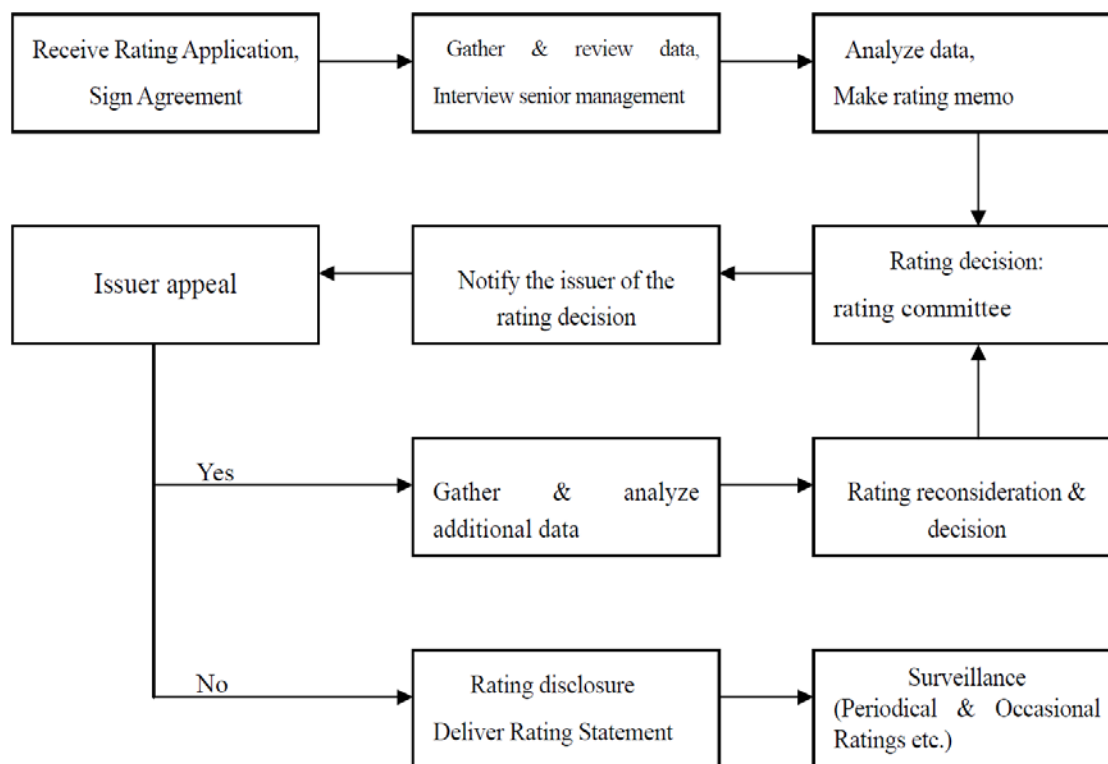 Receive Rating Application,
Sign Agreement
Gather & review data,
Interview senior management
Analyze data,
Make rating memo
Issuer appeal
Notify the issuer of the
rating decision
Rating decision:
rating committee
Yes
Gather & analyze
additional data
Rating reconsideration &
decision
No
Rating disclosure
Deliver Rating Statement
Surveillance
(Periodical & Occasional
Ratings etc.)